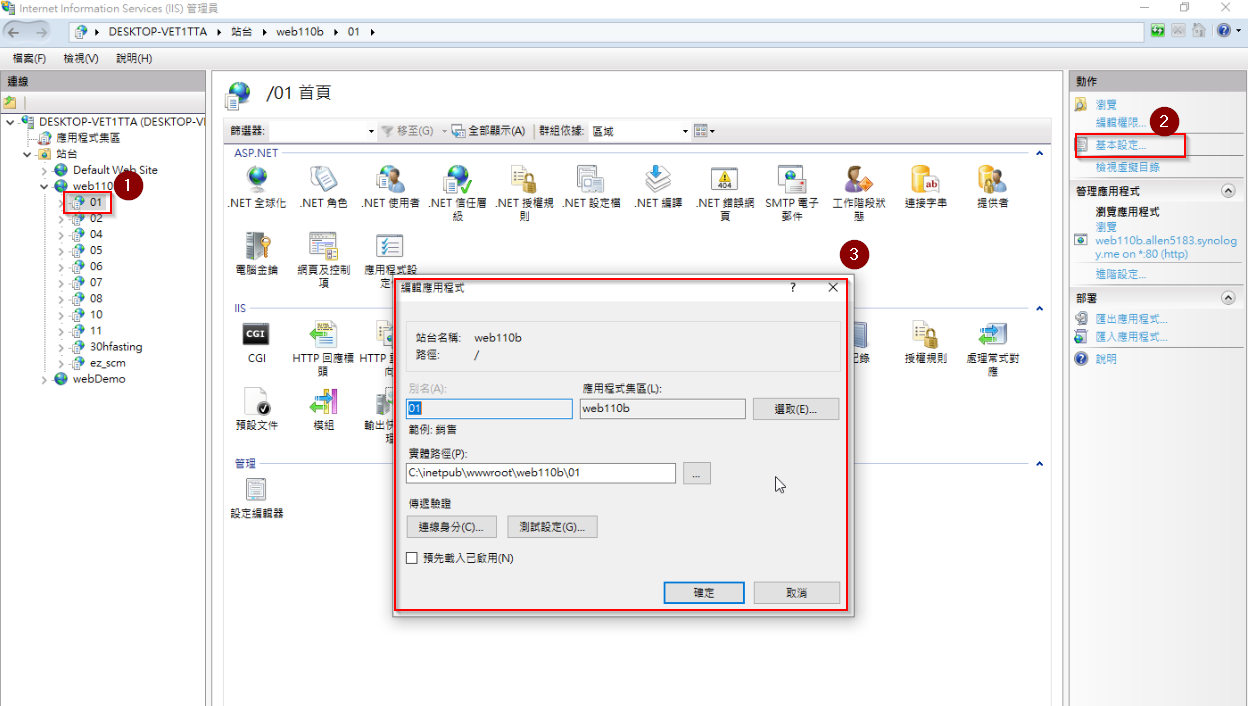 Internet Information Services (IIS) 管理員
DESKTOP-VET1TTA
站台
web110b
01
檔案(F)
檢視(V)
說明(H)
連線
DESKTOP-VET1TTA (DESKTOP-VI
應用程式集區
站台
Default Web Site
web110
1
01
02
04
05
06
07
08
10
11
30hfasting
ez_scm
webDemo
/01 首頁
篩選器:
移至(G)
全部顯示(A)
群組依據:
區域
ASP.NET
.NET 全球化
.NET 角色
.NET 使用者
.NET 信任層級
.NET 授權規則
.NET 設定檔
.NET 編譯
404
.NET 錯誤網頁
SMTP 電子郵件
工作階段狀態
ab
連接字串
提供者
電腦金鑰
網頁及控制項
應用程式設
IIS
CGI
CGI
HTTP 回應標頭
HTTP
授權規則
處理常式對應
預設文件
模組
輸出快
管理
設定編輯器
3
編輯應用程式
?
站台名稱:
web110b
路徑:
/
別名(A):
應用程式集區(L):
01
web110b
選取(E)...
範例: 銷售
實體路徑(P):
C:\inetpub\wwwroot\web110b\01
...
傳遞驗證
連線身分(C)...
測試設定(G)...
預先載入已啟用(N)
確定
取消
動作
瀏覽
編輯權限...
2
基本設定...
檢視虛擬目錄
管理應用程式
瀏覽應用程式
瀏覽
web110b.allen5183.synolog
y.me on *:80 (http)
進階設定...
部署
匯出應用程式...
匯入應用程式...
說明